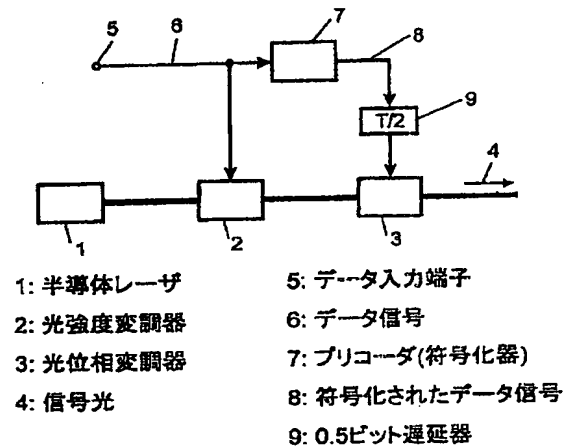 5
6
7
8
9
T/2
4
1
2
3
1: 半導体レーザ
2: 光強度変調器
3: 光位相変調器
4: 信号光
5: データ入力端子
6: データ信号
7: プリコーダ(符号化器)
8: 符号化されたデータ信号
9: 0.5ビット遅延器